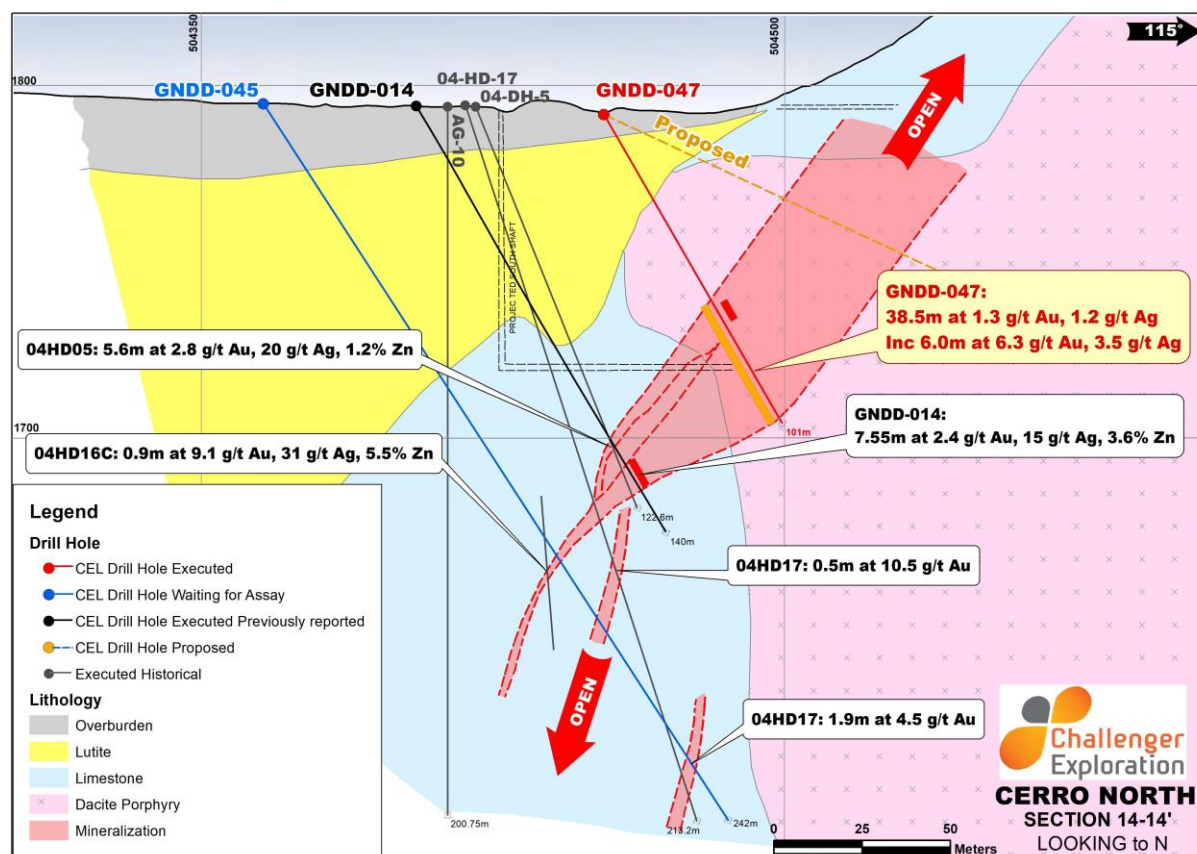 504350
504500
115°
1800
GNDD-045
GNDD-014
04-HD-17
04-DH-5
GNDD-047
AG-10
Proposed
OPEN
PROJECTED SOUTH SHAFT
GNDD-047:
38.5m at 1.3 g/t Au, 1.2 g/t Ag
Inc 6.0m at 6.3 g/t Au, 3.5 g/t Ag
04HD05: 5.6m at 2.8 g/t Au, 20 g/t Ag, 1.2% Zn
GNDD-014:
7.55m at 2.4 g/t Au, 15 g/t Ag, 3.6% Zn
1700
101m
04HD16C: 0.9m at 9.1 g/t Au, 31 g/t Ag, 5.5% Zn
122.6m
140m
04HD17: 0.5m at 10.5 g/t Au
OPEN
04HD17: 1.9m at 4.5 g/t Au
200.75m
213.2m
242m
Legend
Drill Hole
CEL Drill Hole Executed
CEL Drill Hole Waiting for Assay
CEL Drill Hole Executed Previously reported
CEL Drill Hole Proposed
Executed Historical
Lithology
Overburden
Lutite
Limestone
Dacite Porphyry
Mineralization
Challenger
Exploration
CERRO NORTH
SECTION 14-14'
LOOKING to N
0 25 50
Meters